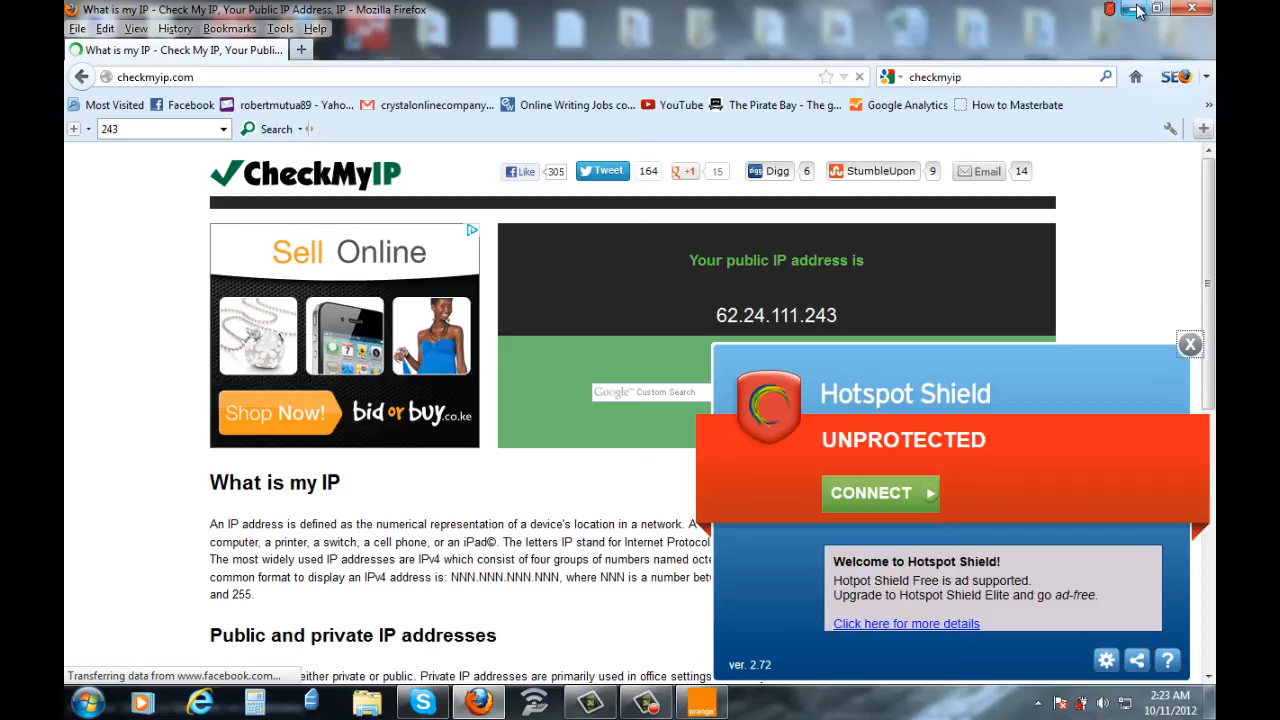 What is my IP - Check My IP, Your Public IP Address, IP - Mozilla Firefox
File Edit View History Bookmarks Tools Help
What is my IP - Check My IP, Your Publi...
checkmyip.com
checkmyip
SEO
Most Visited Facebook robertmutua89 - Yaho... crystalonlinecompany... Online Writing Jobs co... YouTube The Pirate Bay - The g... Google Analytics How to Masterbate »
243 Search
CheckMyIP
Like 305 Tweet 164 +1 15 digg Digg 6 StumbleUpon 9 Email 14
Sell Online
Shop Now! bid or buy.co.ke
Your public IP address is
62.24.111.243
Google™ Custom Search
Hotspot Shield
UNPROTECTED
CONNECT
Welcome to Hotspot Shield!
Hotpot Shield Free is ad supported.
Upgrade to Hotspot Shield Elite and go ad-free.
Click here for more details
ver. 2.72
What is my IP
An IP address is defined as the numerical representation of a device's location in a network. A
computer, a printer, a switch, a cell phone, or an iPad©. The letters IP stand for Internet Protocol
The most widely used IP addresses are IPv4 which consist of four groups of numbers named octe
common format to display an IPv4 address is: NNN.NNN.NNN.NNN, where NNN is a number betw
and 255.
Public and private IP addresses
either private or public. Private IP addresses are primarily used in office settings
Transferring data from www.facebook.com...
orange
2:23 AM
10/11/2012